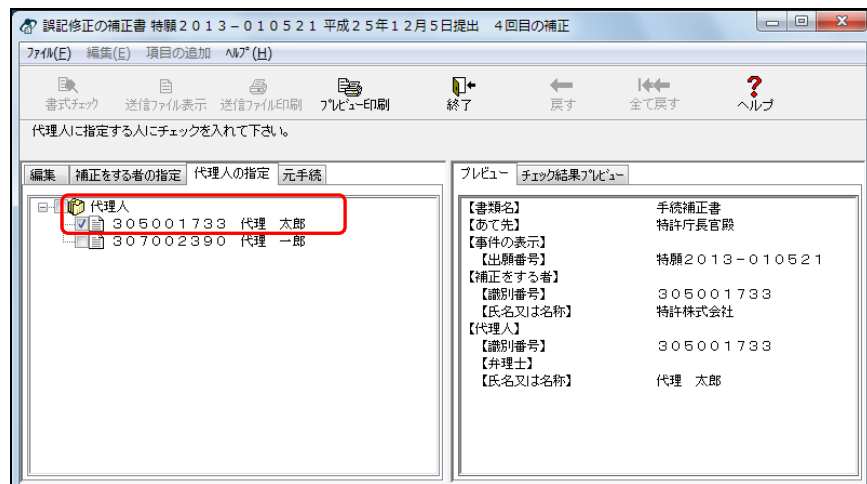 誤記修正の補正書 特願２０１３－０１０５２１ 平成２５年１２月５日提出　４回目の補正
ﾌｧｲﾙ(F)　編集(E)　項目の追加　ﾍﾙﾌﾟ(H)
書式ﾁｪｯｸ　送信ﾌｧｲﾙ表示　送信ﾌｧｲﾙ印刷　ﾌﾟﾚﾋﾞｭｰ印刷　終了　戻す　全て戻す　ヘルプ
代理人に指定する人にチェックを入れて下さい。
編集　補正をする者の指定　代理人の指定　元手続
代理人
３０５００１７３３　代理　太郎
３０７００２３９０　代理　一郎
プレビュー　チェック結果ﾌﾟﾚﾋﾞｭｰ
【書類名】　手続補正書
【あて先】　特許庁長官殿
【事件の表示】
【出願番号】　特願２０１３－０１０５２１
【補正をする者】
【識別番号】　３０５００１７３３
【氏名又は名称】　特許株式会社
【代理人】
【識別番号】　３０５００１７３３
【弁理士】
【氏名又は名称】　代理　太郎